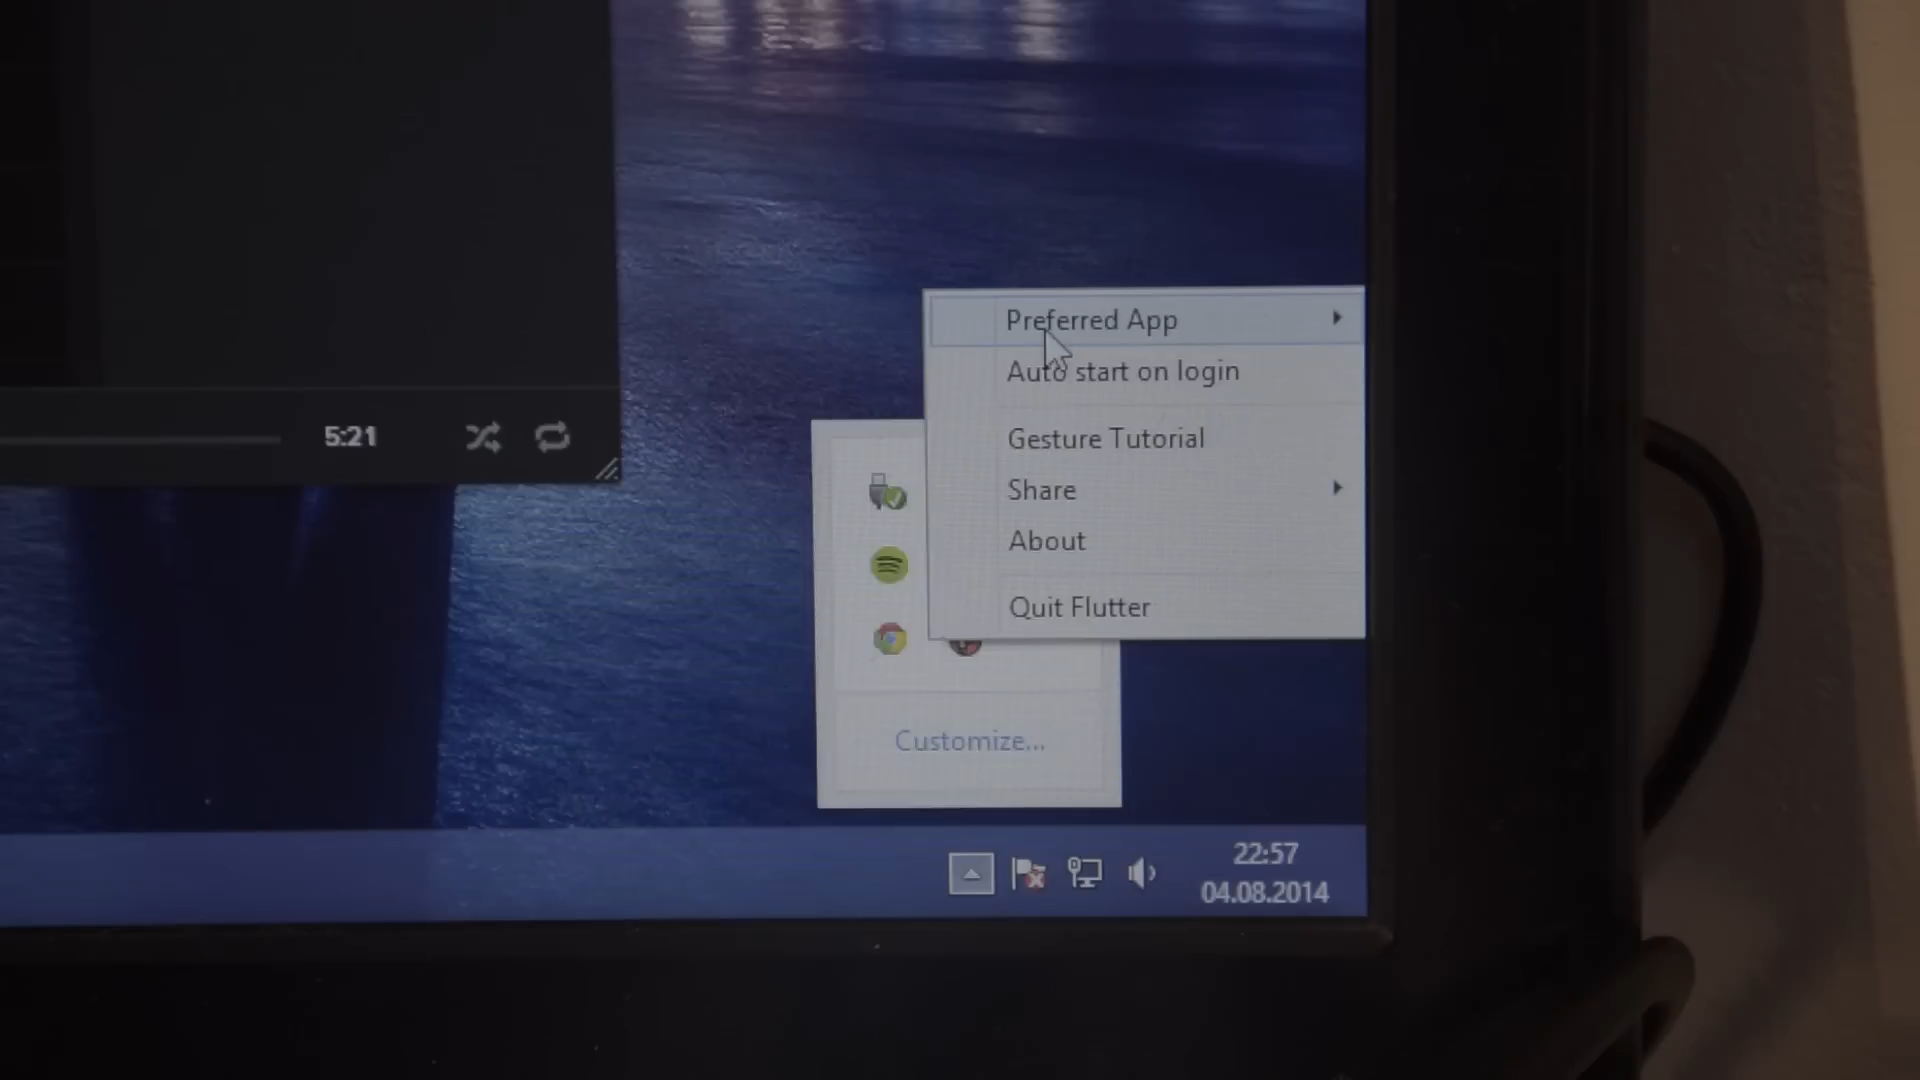 Preferred App
Auto start on login
Gesture Tutorial
Share
About
Quit Flutter
5:21
Customize...
22:57
04.08.2014